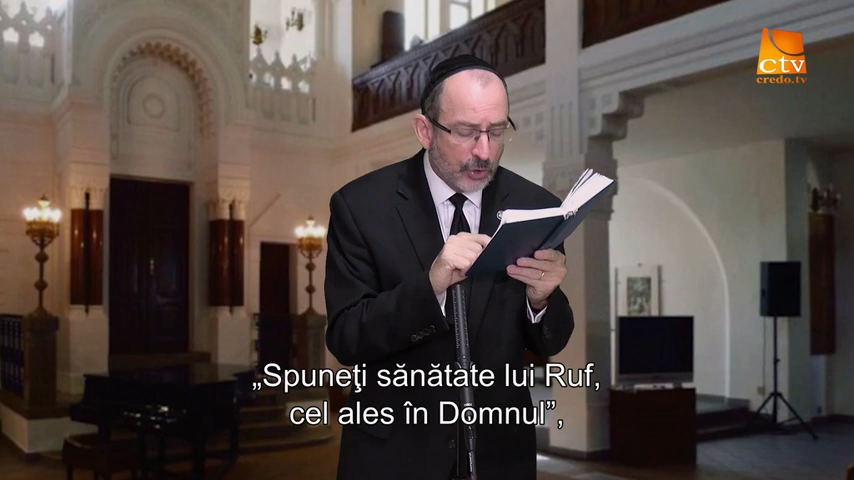 ctv
credo.tv
„Spuneţi sănătate lui Ruf,
cel ales în Domnul”,